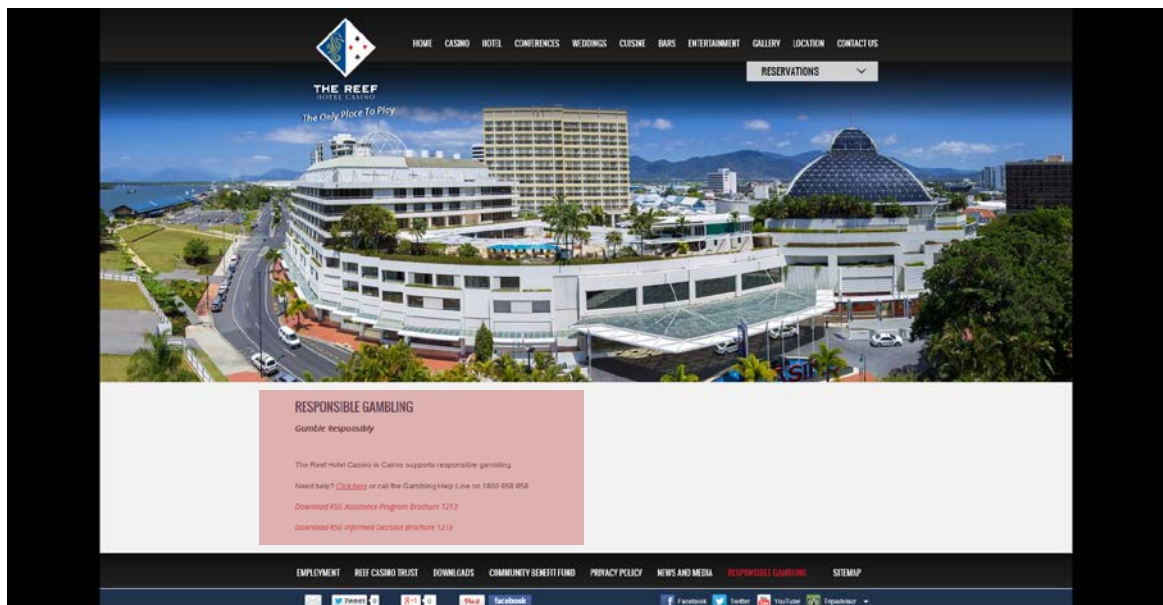 HOME CASINO HOTEL CONFERENCES WEDDINGS CUISINE BARS ENTERTAINMENT GALLERY LOCATION CONTACT US
RESERVATIONS
THE REEF
HOTEL CASINO
The Only Place To Play
RESPONSIBLE GAMBLING
Gamble Responsibly
The Reef Hotel Casino in Cairns supports responsible gambling.
Need help? Click here or call the Gambling Help Line on 1800 858 858
Download RSG Assistance Program Brochure 1213
Download RSG Informed Decision Brochure 1213
EMPLOYMENT REEF CASINO TRUST DOWNLOADS COMMUNITY BENEFIT FUND PRIVACY POLICY NEWS AND MEDIA RESPONSIBLE GAMBLING SITEMAP
Tweet 0 g+1 0 Pin it facebook Facebook Twitter YouTube Tripadvisor